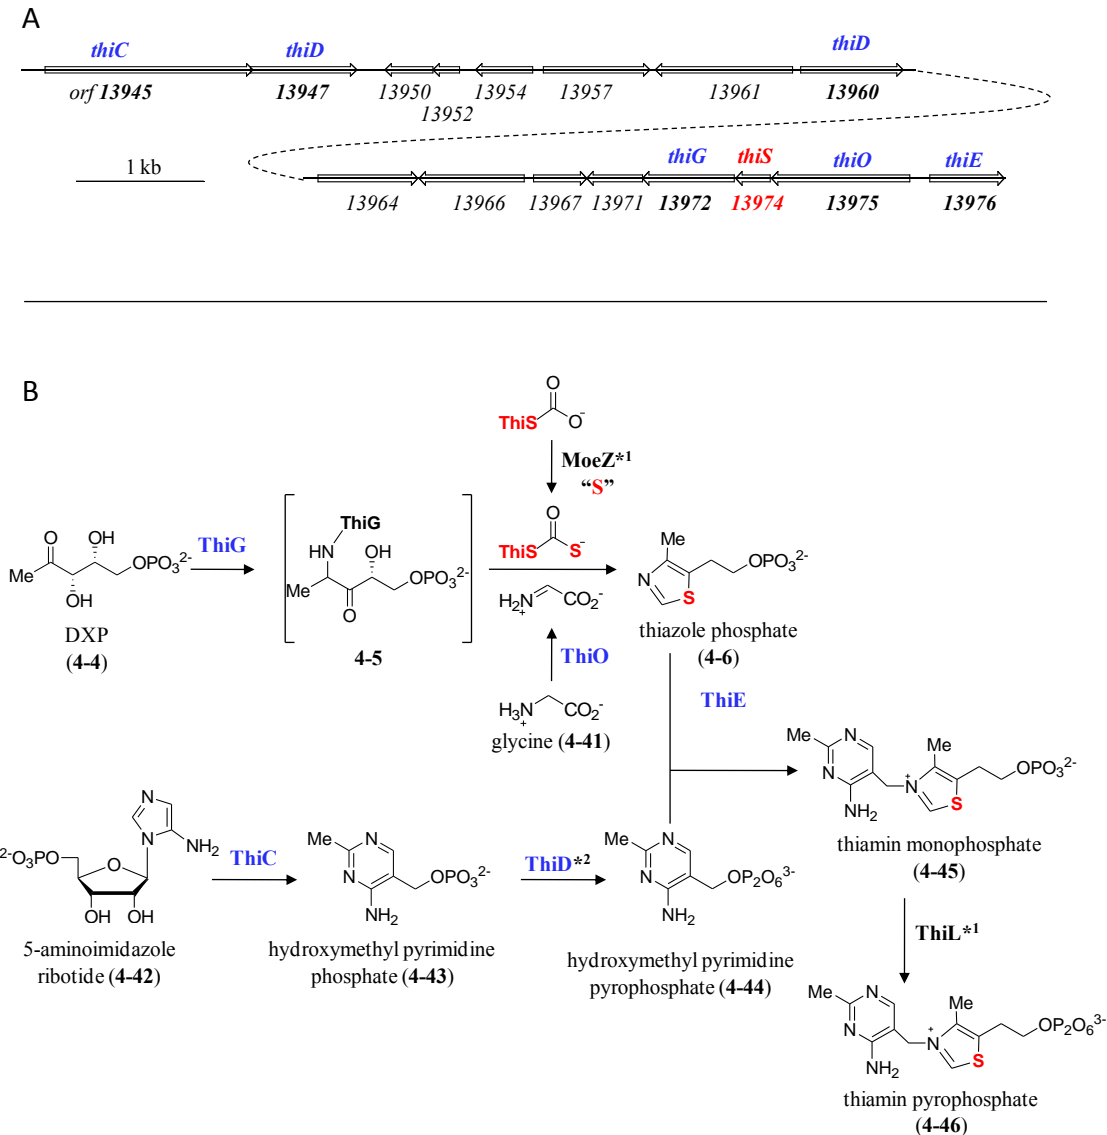 A
thiC thiD thiD
orf 13945 13947 13950 13952 13954 13957 13961 13960
1 kb
thiG thiS thiO thiE
13964 13966 13967 13971 13972 13974 13975 13976
B
O
ThiS O-
MoeZ*1
"S"
O
ThiS S-
O OH
Me OPO3 2-
OH
DXP
(4-4)
ThiG
ThiG
HN OH
Me OPO3 2-
O
4-5
H2N+ CO2-
ThiO
H3N+ CO2-
glycine (4-41)
Me
N OPO3 2-
S
thiazole phosphate
(4-6)
ThiE
Me N
N N+ Me OPO3 2-
NH2 S
thiamin monophosphate
(4-45)
N
N NH2
2-O3PO O
OH OH
5-aminoimidazole
ribotide (4-42)
ThiC
Me N
N OPO3 2-
NH2
hydroxymethyl pyrimidine
phosphate (4-43)
ThiD*2
Me N
N OP2O6 3-
NH2
hydroxymethyl pyrimidine
pyrophosphate (4-44)
ThiL*1
Me N
N N+ Me OP2O6 3-
NH2 S
thiamin pyrophosphate
(4-46)